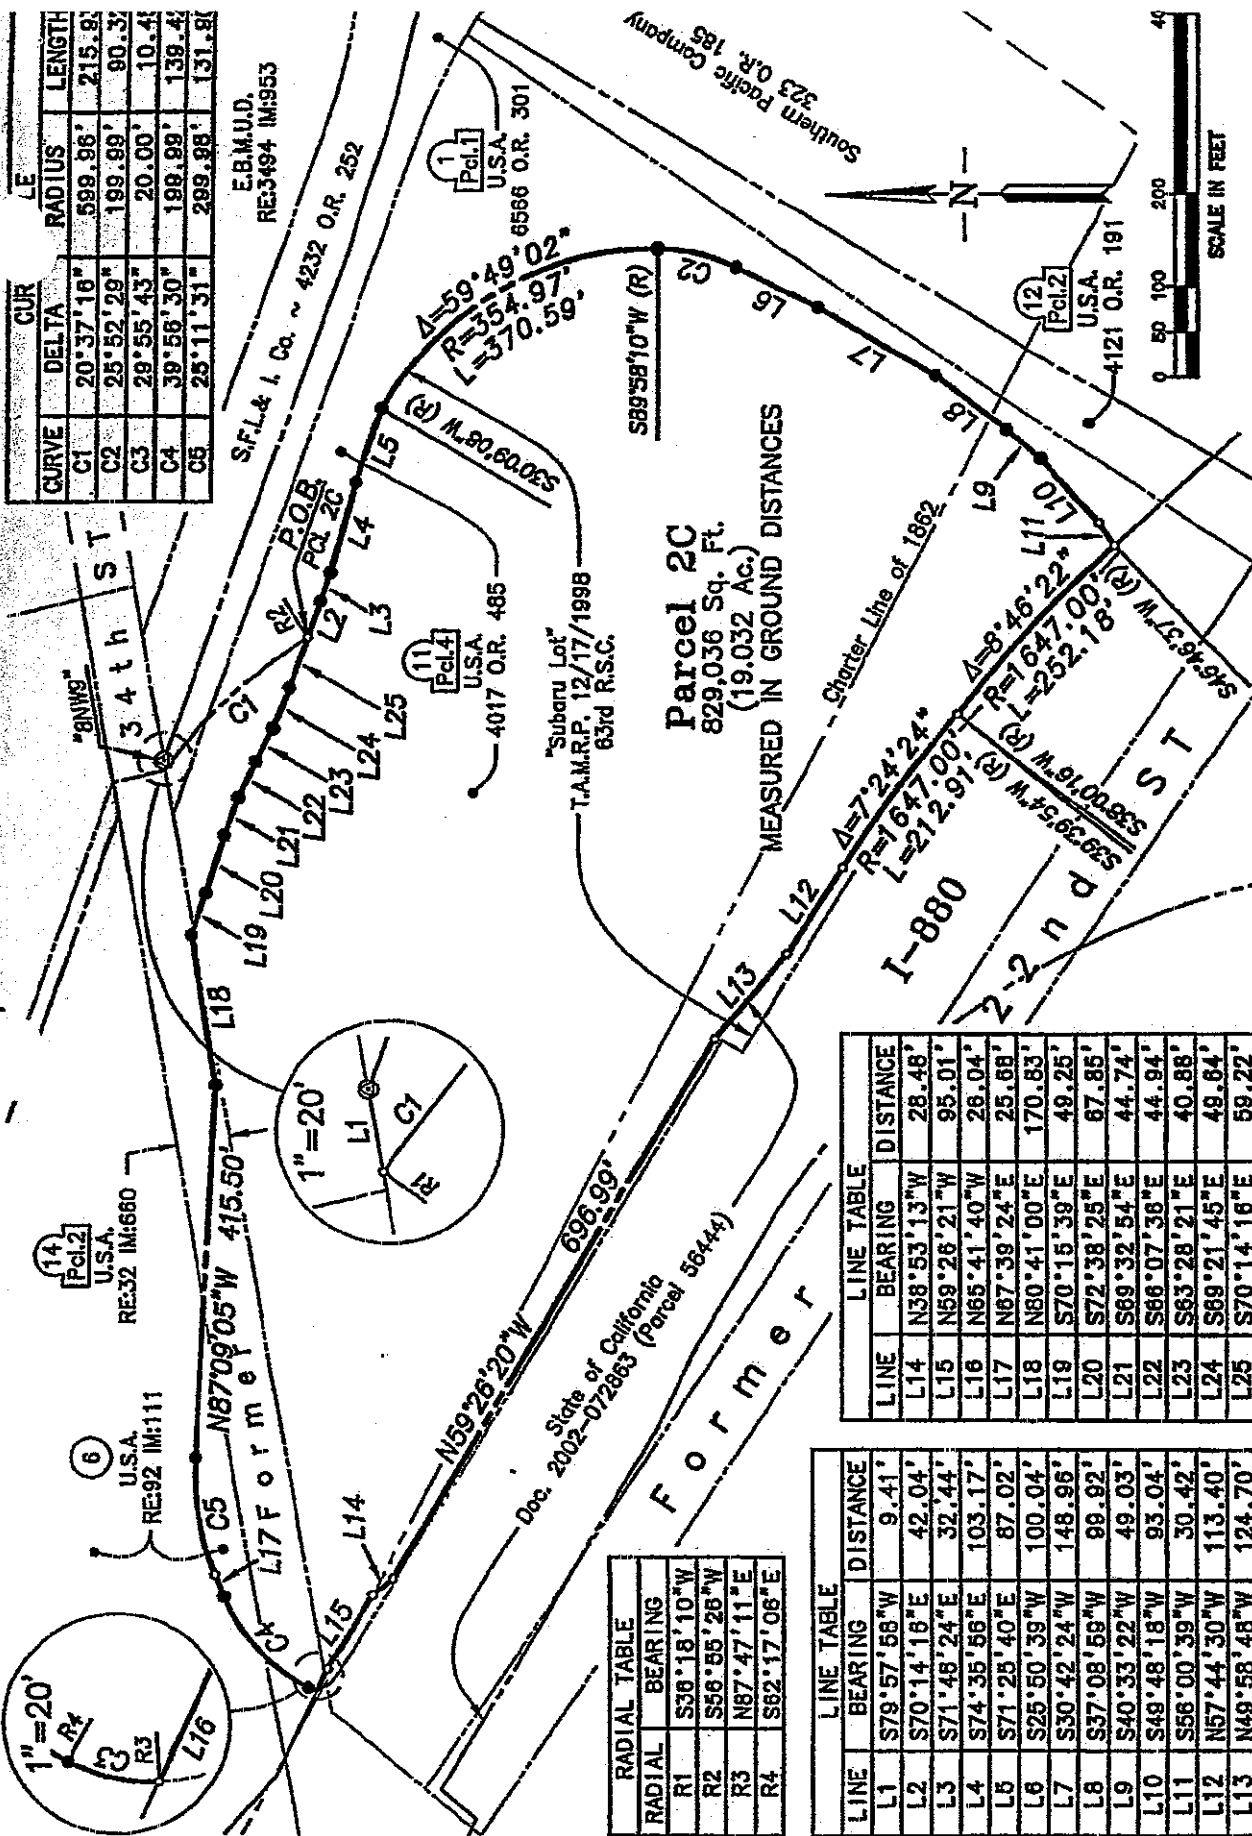 CUR LE
CURVE DELTA RADIUS LENGTH
C1 20°37'16" 599.96'
C2 25°52'29" 199.99'
C3 29°55'43" 20.00'
C4 39°56'30" 199.99'
C5 25°11'31" 299.98'
E.B.M.U.D.
RE:3494 IM:953
S.F.L.& I. Co. ~ 4232 O.R. 252
34th ST
"8NW9"
1
Pcl.1
U.S.A.
6566 O.R. 301
Southern Pacific Company
323 O.R. 185
P.O.B.
PCL 2C
R2
C1
L2
L3
L4
L5
Δ=59°49'02"
R=354.97'
L=370.59'
S30°09'08"W (R)
S89°58'10"W (R)
C2
L6
L7
L8
L9
L10
L11
N
12
Pcl.2
U.S.A.
4121 O.R. 191
0 50 100 200 40
SCALE IN FEET
11
Pcl.4
U.S.A.
4017 O.R. 485
"Subaru Lot"
T.A.M.R.P. 12/17/1998
63rd R.S.C.
Parcel 2C
829,036 Sq. Ft.
(19.032 Ac.)
MEASURED IN GROUND DISTANCES
Charter Line of 1862
L25
L24
L23
L22
L21
L20
L19
L18
Δ=8°46'22"
R=1647.00'
L=252.18'
S46°46'37"W (R)
Δ=7°24'24"
R=1647.00'
L=212.91'
S38°00'16"W (R)
S39°39'54"W (R)
I-880
2-2nd ST
L12
L13
1"=20'
L1
C1
R1
14
Pcl.2
U.S.A.
RE:32 IM:660
N87°09'05"W 415.50'
6
U.S.A.
RE:92 IM:111
C5
L17
Former
C4
L15
L14
N59°26'20"W 696.99'
State of California
Doc. 2002-072863 (Parcel 56444)
Former
1"=20'
R4
C3
R3
L16
RADIAL TABLE
RADIAL BEARING
R1 S36°18'10"W
R2 S56°55'26"W
R3 N87°47'11"E
R4 S62°17'06"E
LINE TABLE
LINE BEARING DISTANCE
L1 S79°57'58"W 9.41'
L2 S70°14'16"E 42.04'
L3 S71°48'24"E 32.44'
L4 S74°35'56"E 103.17'
L5 S71°25'40"E 87.02'
L6 S25°50'39"W 100.04'
L7 S30°42'24"W 148.96'
L8 S37°08'59"W 99.92'
L9 S40°33'22"W 49.03'
L10 S49°48'18"W 93.04'
L11 S56°00'39"W 30.42'
L12 N57°44'30"W 113.40'
L13 N49°58'48"W 124.70'
LINE TABLE
LINE BEARING DISTANCE
L14 N38°53'13"W 28.48'
L15 N59°26'21"W 95.01'
L16 N65°41'40"W 26.04'
L17 N67°39'24"E 25.68'
L18 N80°41'00"E 170.83'
L19 S70°15'39"E 49.25'
L20 S72°38'25"E 67.85'
L21 S69°32'54"E 44.74'
L22 S66°07'36"E 44.94'
L23 S63°28'21"E 40.88'
L24 S69°21'45"E 49.64'
L25 S70°14'16"E 59.22'